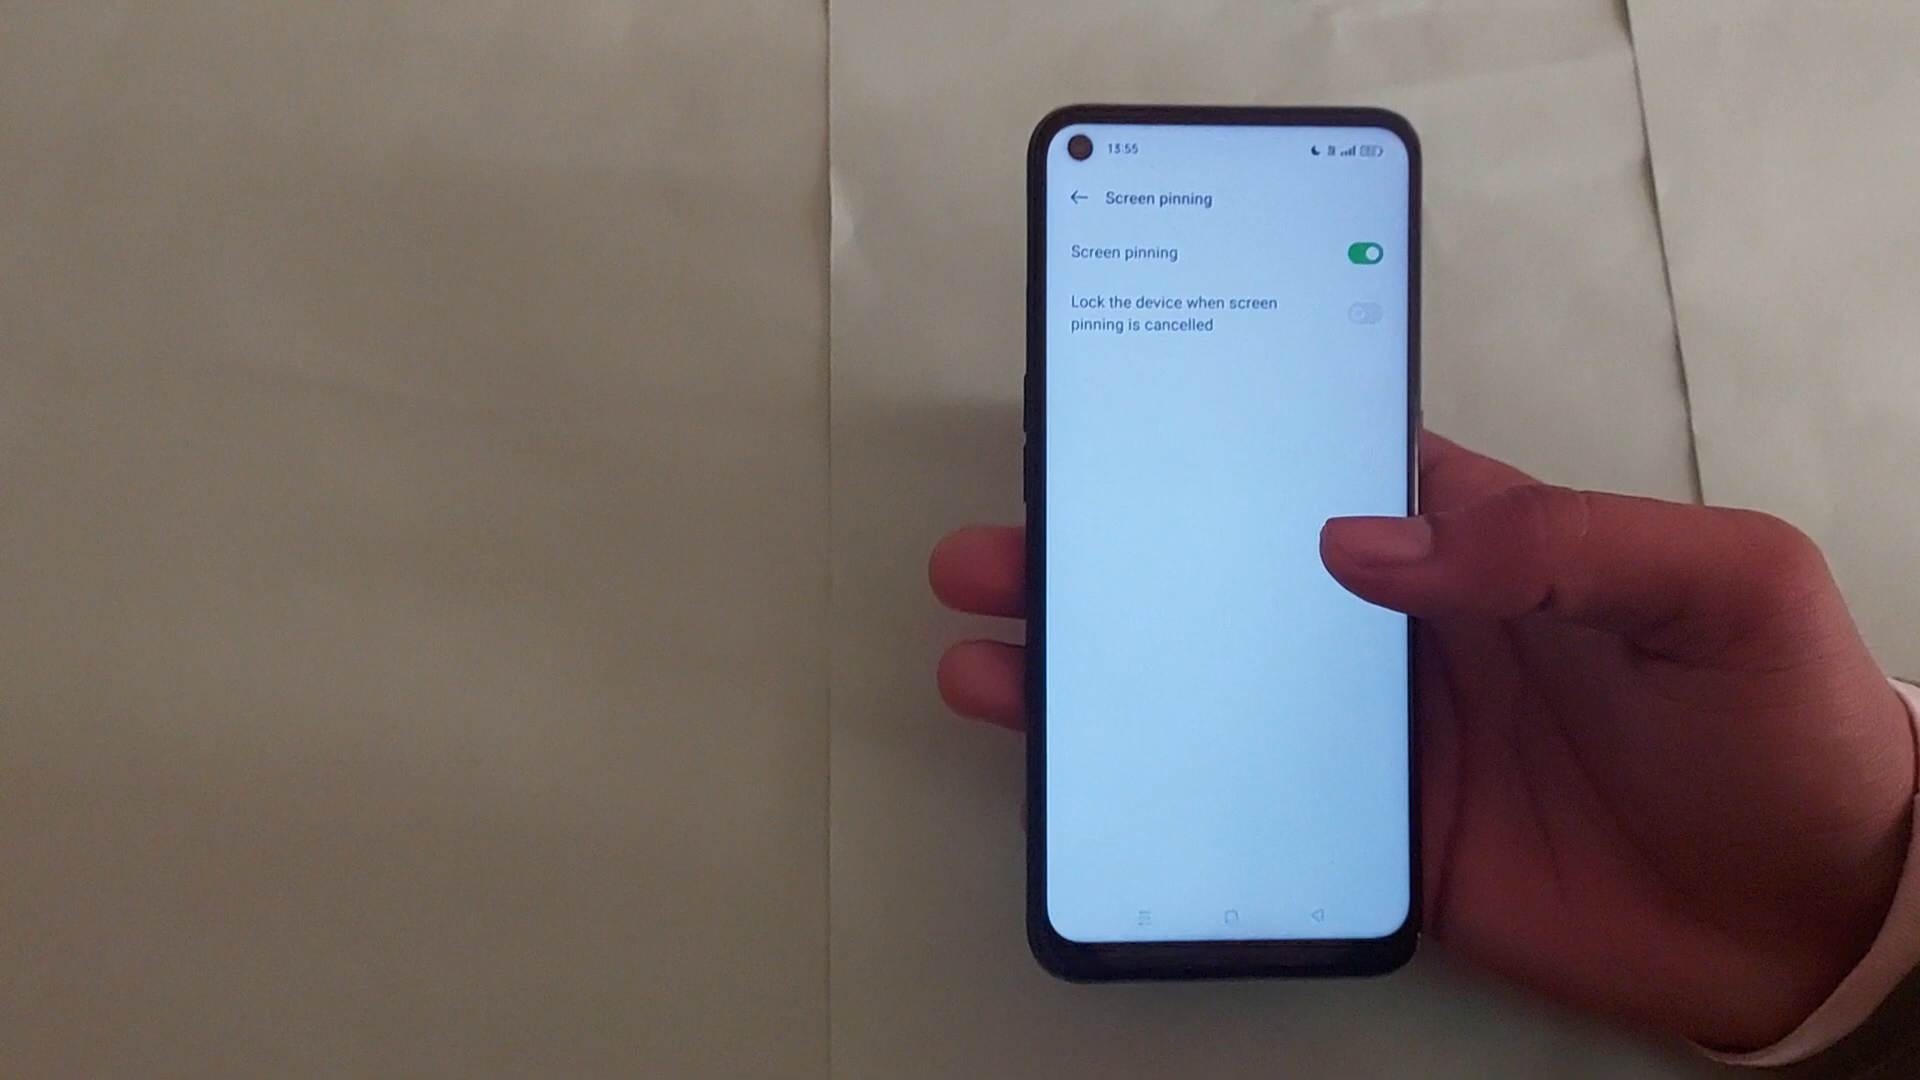 13:55
Screen pinning
Screen pinning
Lock the device when screen
pinning is cancelled